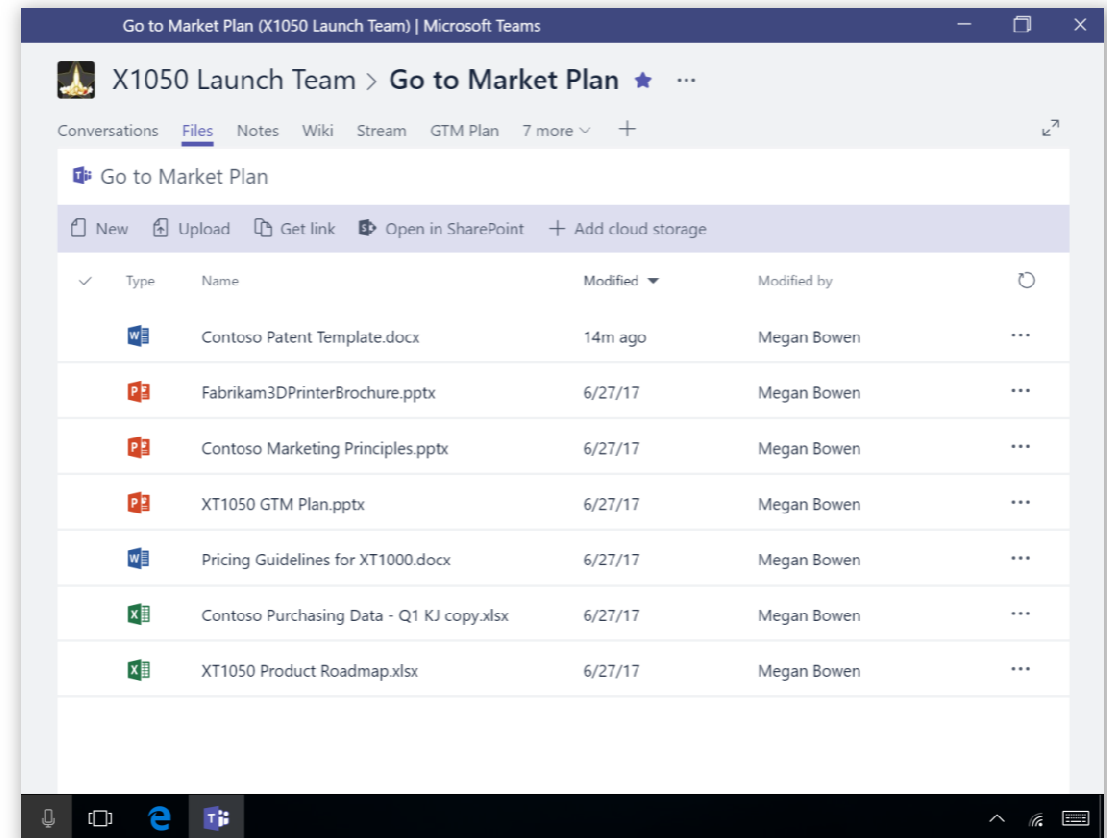 Go to Market Plan (X1050 Launch Team) | Microsoft Teams
X1050 Launch Team > Go to Market Plan
Conversations Files Notes Wiki Stream GTM Plan 7 more
Go to Market Plan
New Upload Get link Open in SharePoint Add cloud storage
Type Name Modified Modified by
Contoso Patent Template.docx 14m ago Megan Bowen
Fabrikam3DPrinterBrochure.pptx 6/27/17 Megan Bowen
Contoso Marketing Principles.pptx 6/27/17 Megan Bowen
XT1050 GTM Plan.pptx 6/27/17 Megan Bowen
Pricing Guidelines for XT1000.docx 6/27/17 Megan Bowen
Contoso Purchasing Data - Q1 KJ copy.xlsx 6/27/17 Megan Bowen
XT1050 Product Roadmap.xlsx 6/27/17 Megan Bowen